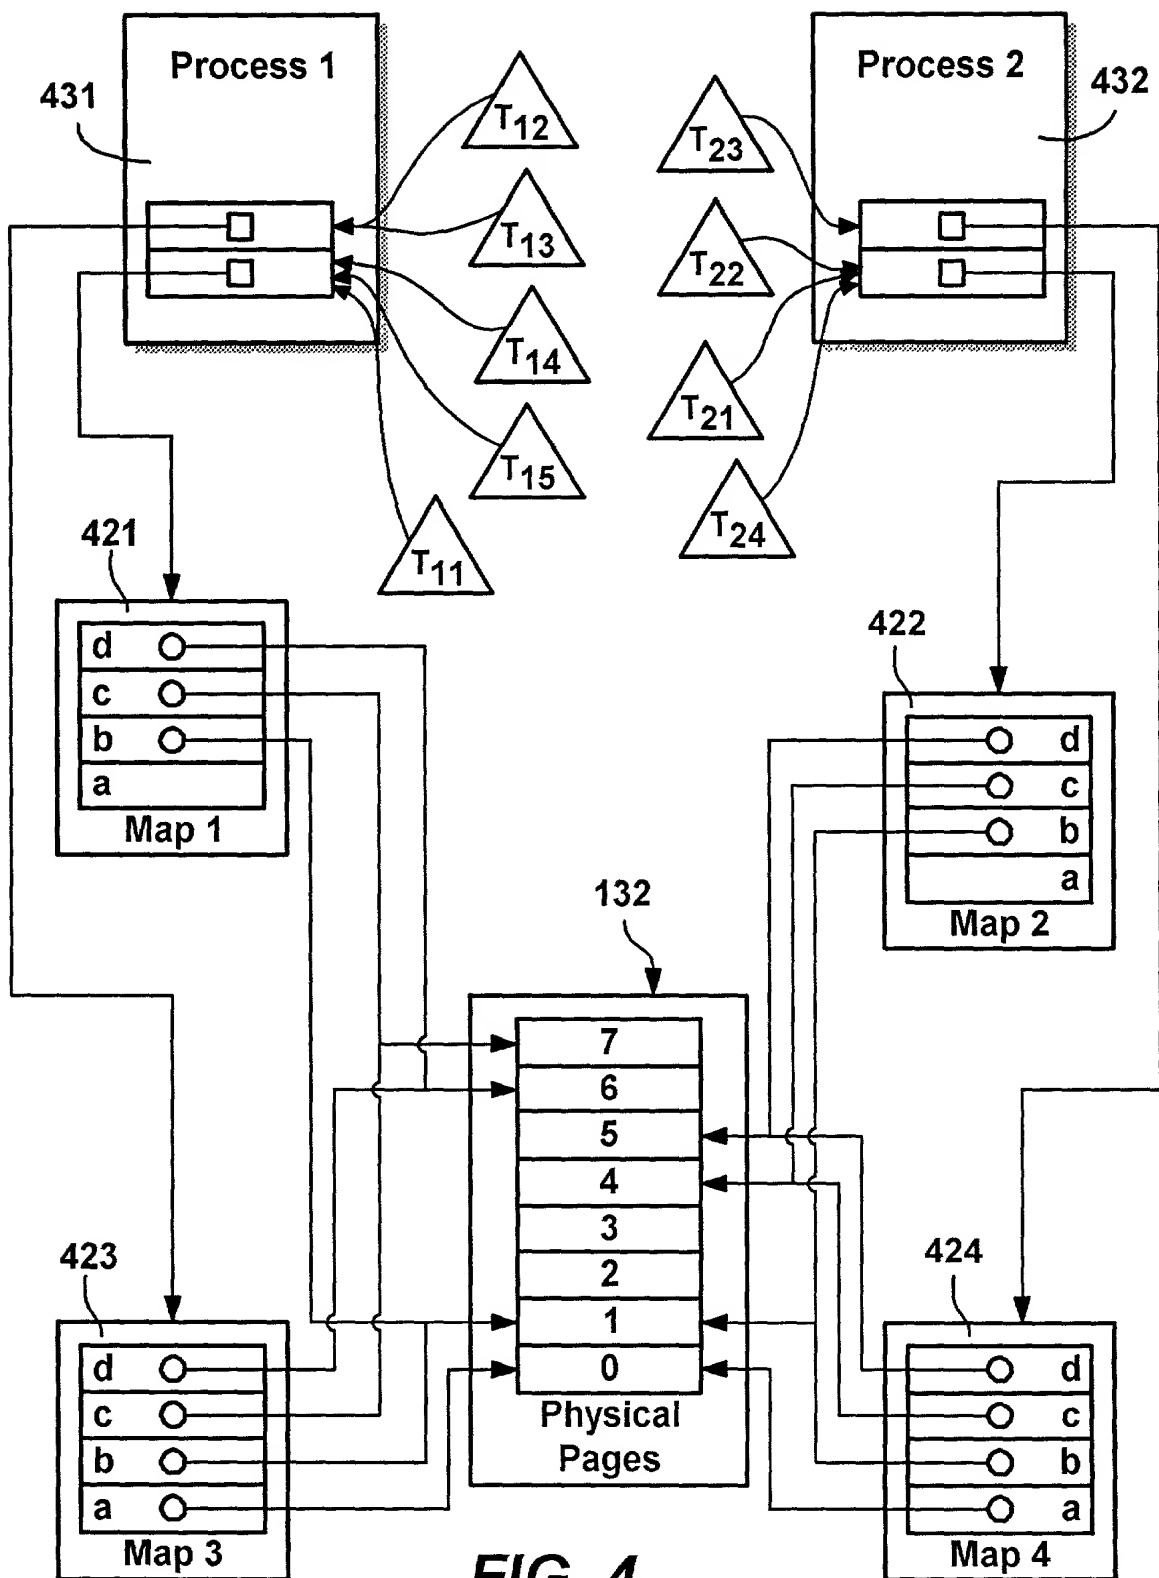 Process 1
Process 2
431
432
T12
T23
T13
T22
T14
T21
T15
T24
T11
421
422
d
c
b
a
Map 1
d
c
b
a
Map 2
132
7
6
5
4
3
2
1
0
Physical
Pages
423
424
d
c
b
a
Map 3
d
c
b
a
Map 4
FIG. 4